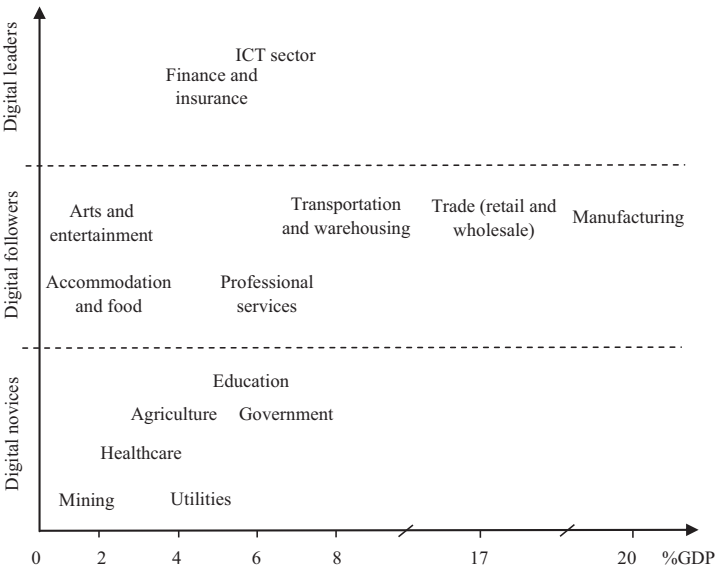 Digital leaders
ICT sector
Finance and
insurance
Digital followers
Arts and
entertainment
Transportation
and warehousing
Trade (retail and
wholesale)
Manufacturing
Accommodation
and food
Professional
services
Digital novices
Education
Agriculture
Government
Healthcare
Mining
Utilities
0 2 4 6 8 17 20 %GDP